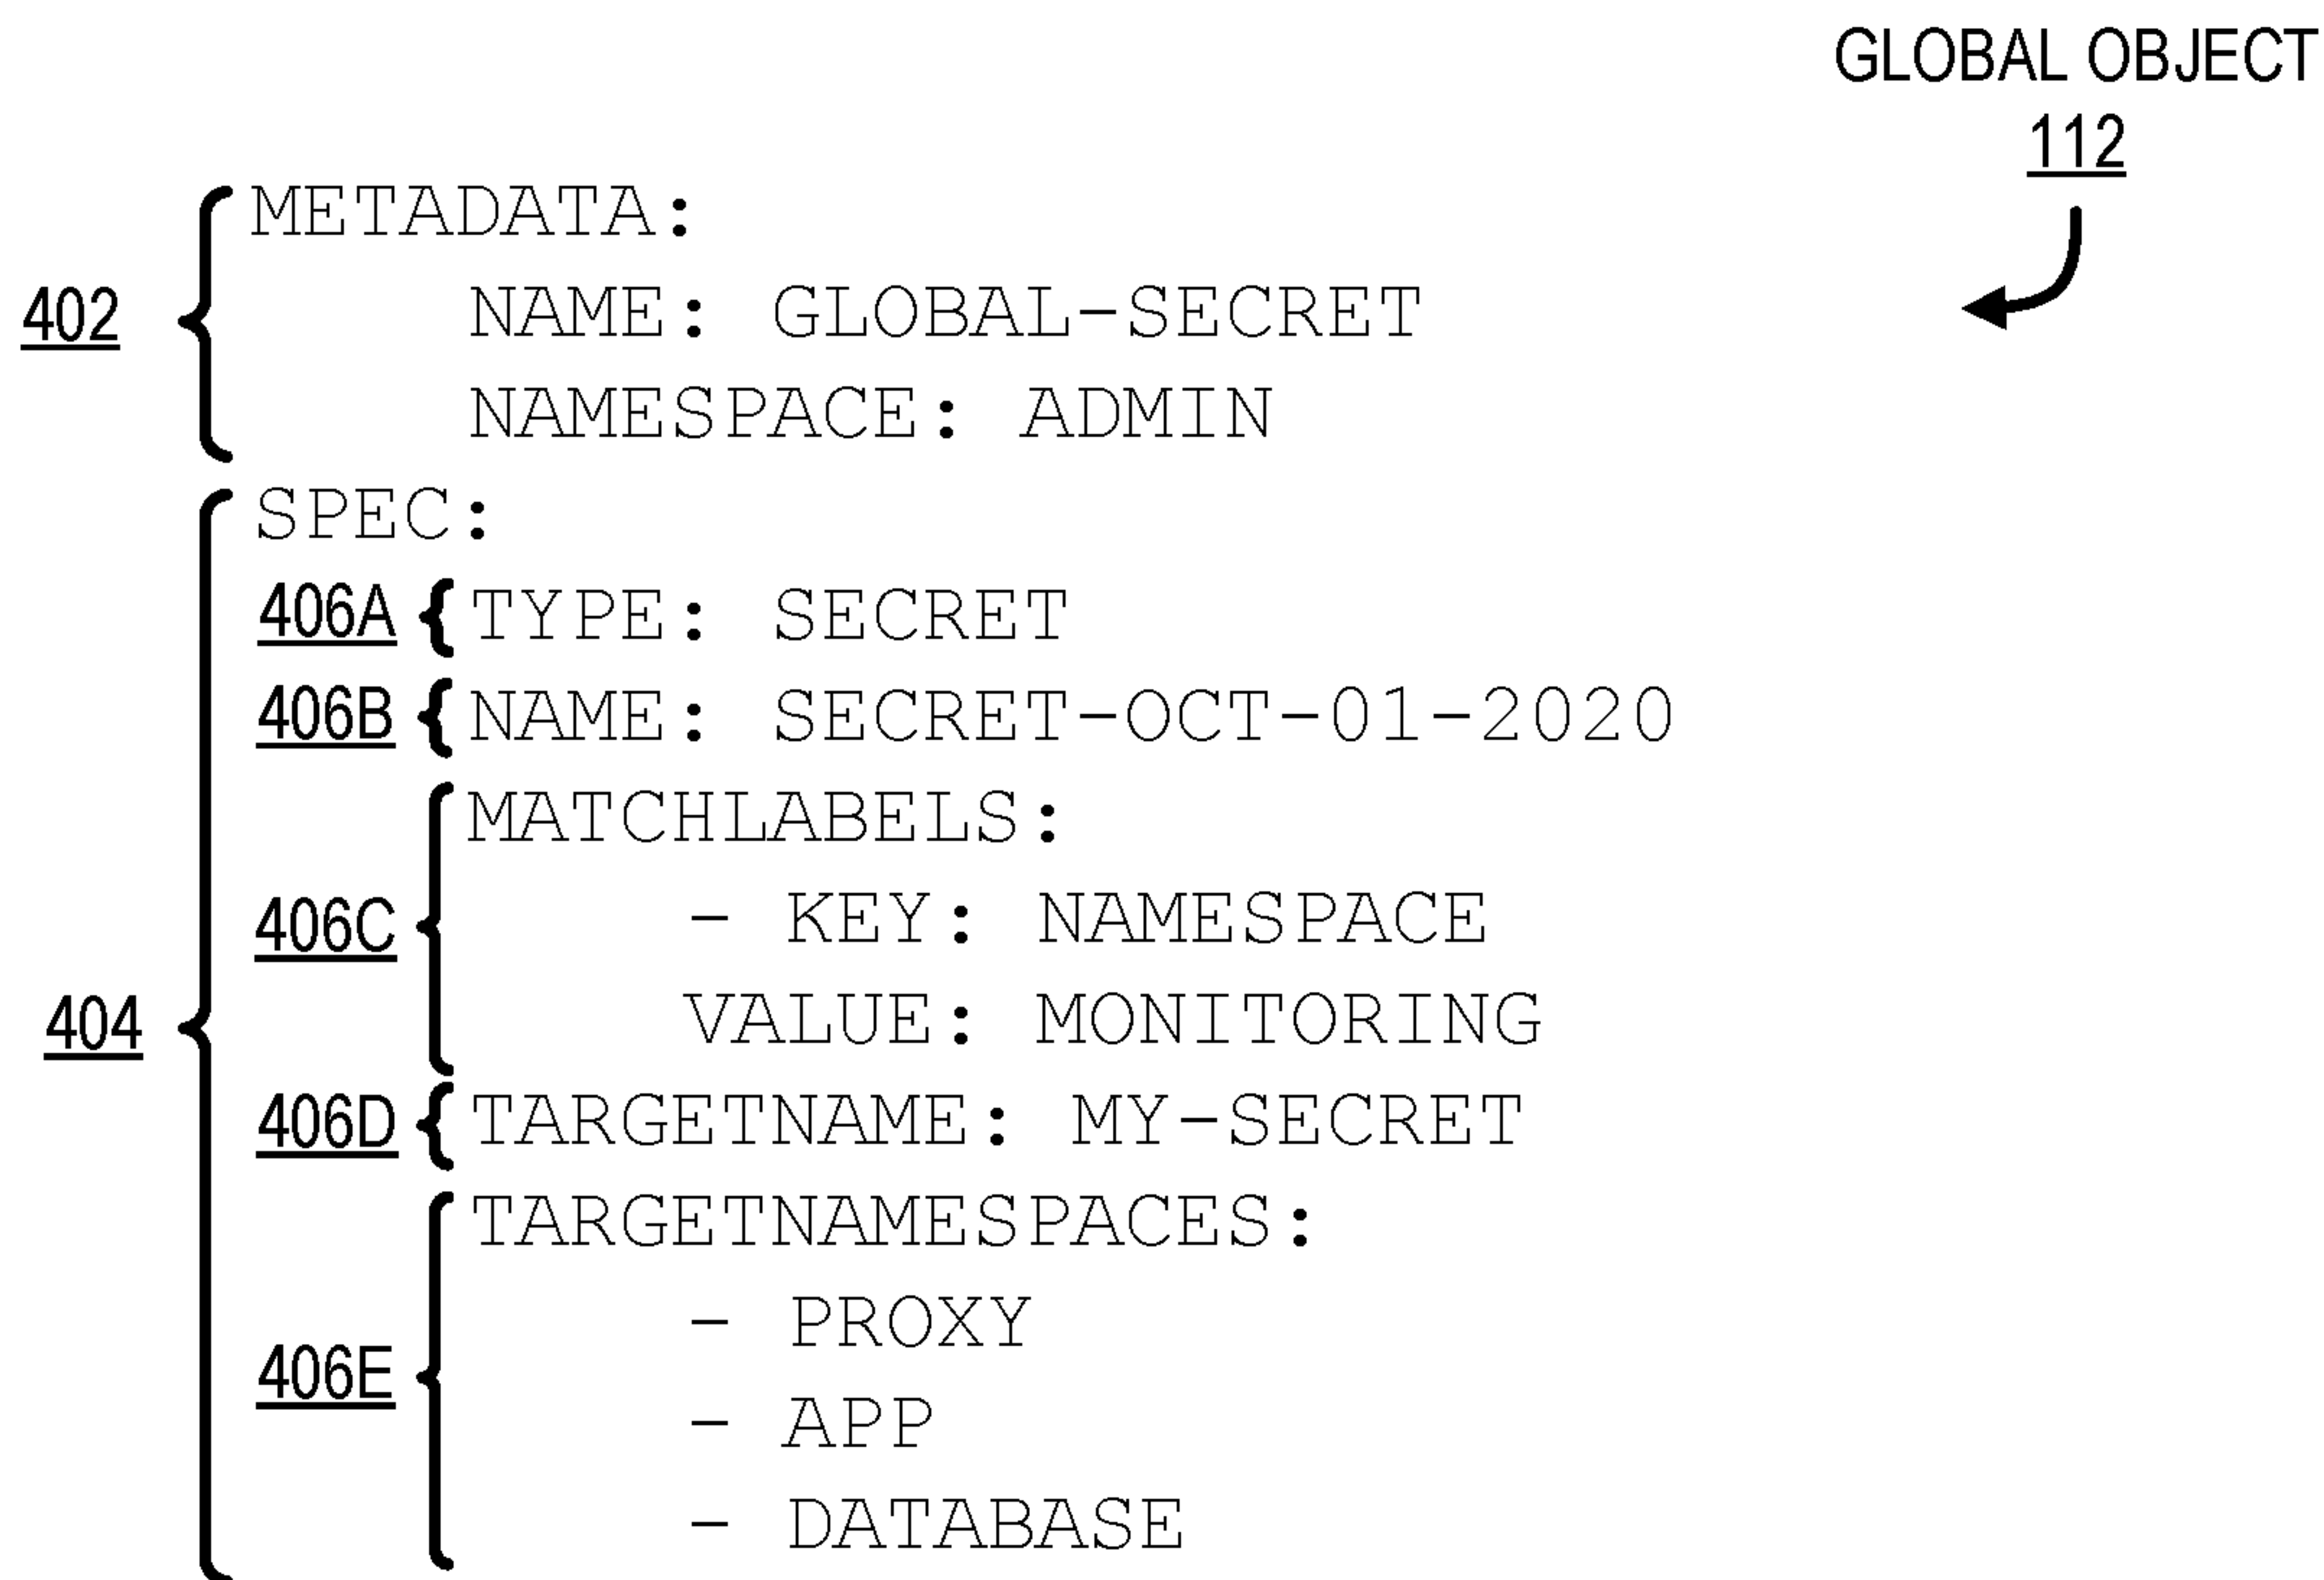 GLOBAL OBJECT
112
METADATA:
402 NAME: GLOBAL-SECRET
NAMESPACE: ADMIN
SPEC:
406A TYPE: SECRET
406B NAME: SECRET-OCT-01-2020
MATCHLABELS:
406C - KEY: NAMESPACE
404 VALUE: MONITORING
406D TARGETNAME: MY-SECRET
TARGETNAMESPACES:
- PROXY
406E
- APP
- DATABASE